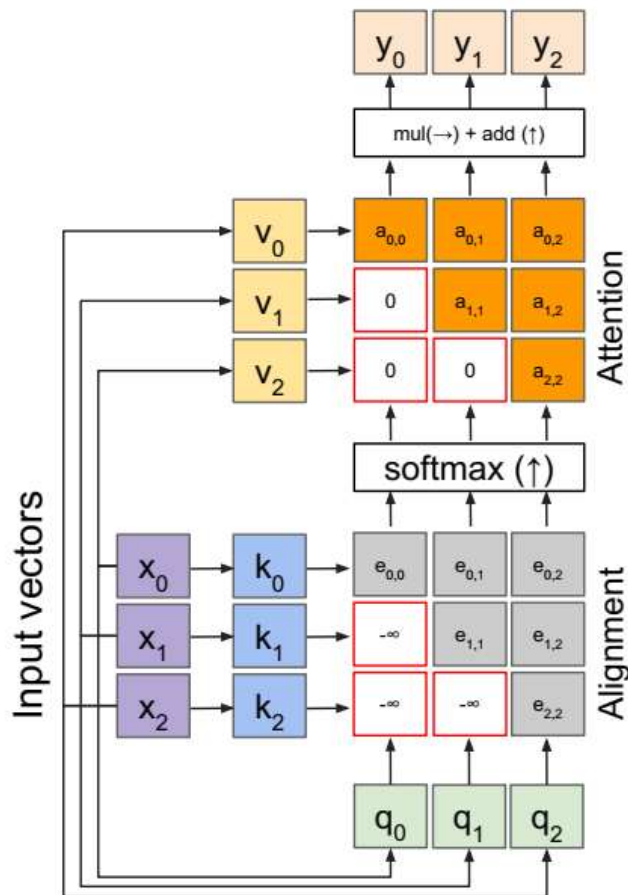 y₀ y₁ y₂
mul(→) + add (↑)
v₀ a₀,₀ a₀,₁ a₀,₂
v₁ 0 a₁,₁ a₁,₂
v₂ 0 0 a₂,₂
Attention
softmax (↑)
Input vectors
x₀ k₀ e₀,₀ e₀,₁ e₀,₂
x₁ k₁ -∞ e₁,₁ e₁,₂
x₂ k₂ -∞ -∞ e₂,₂
Alignment
q₀ q₁ q₂